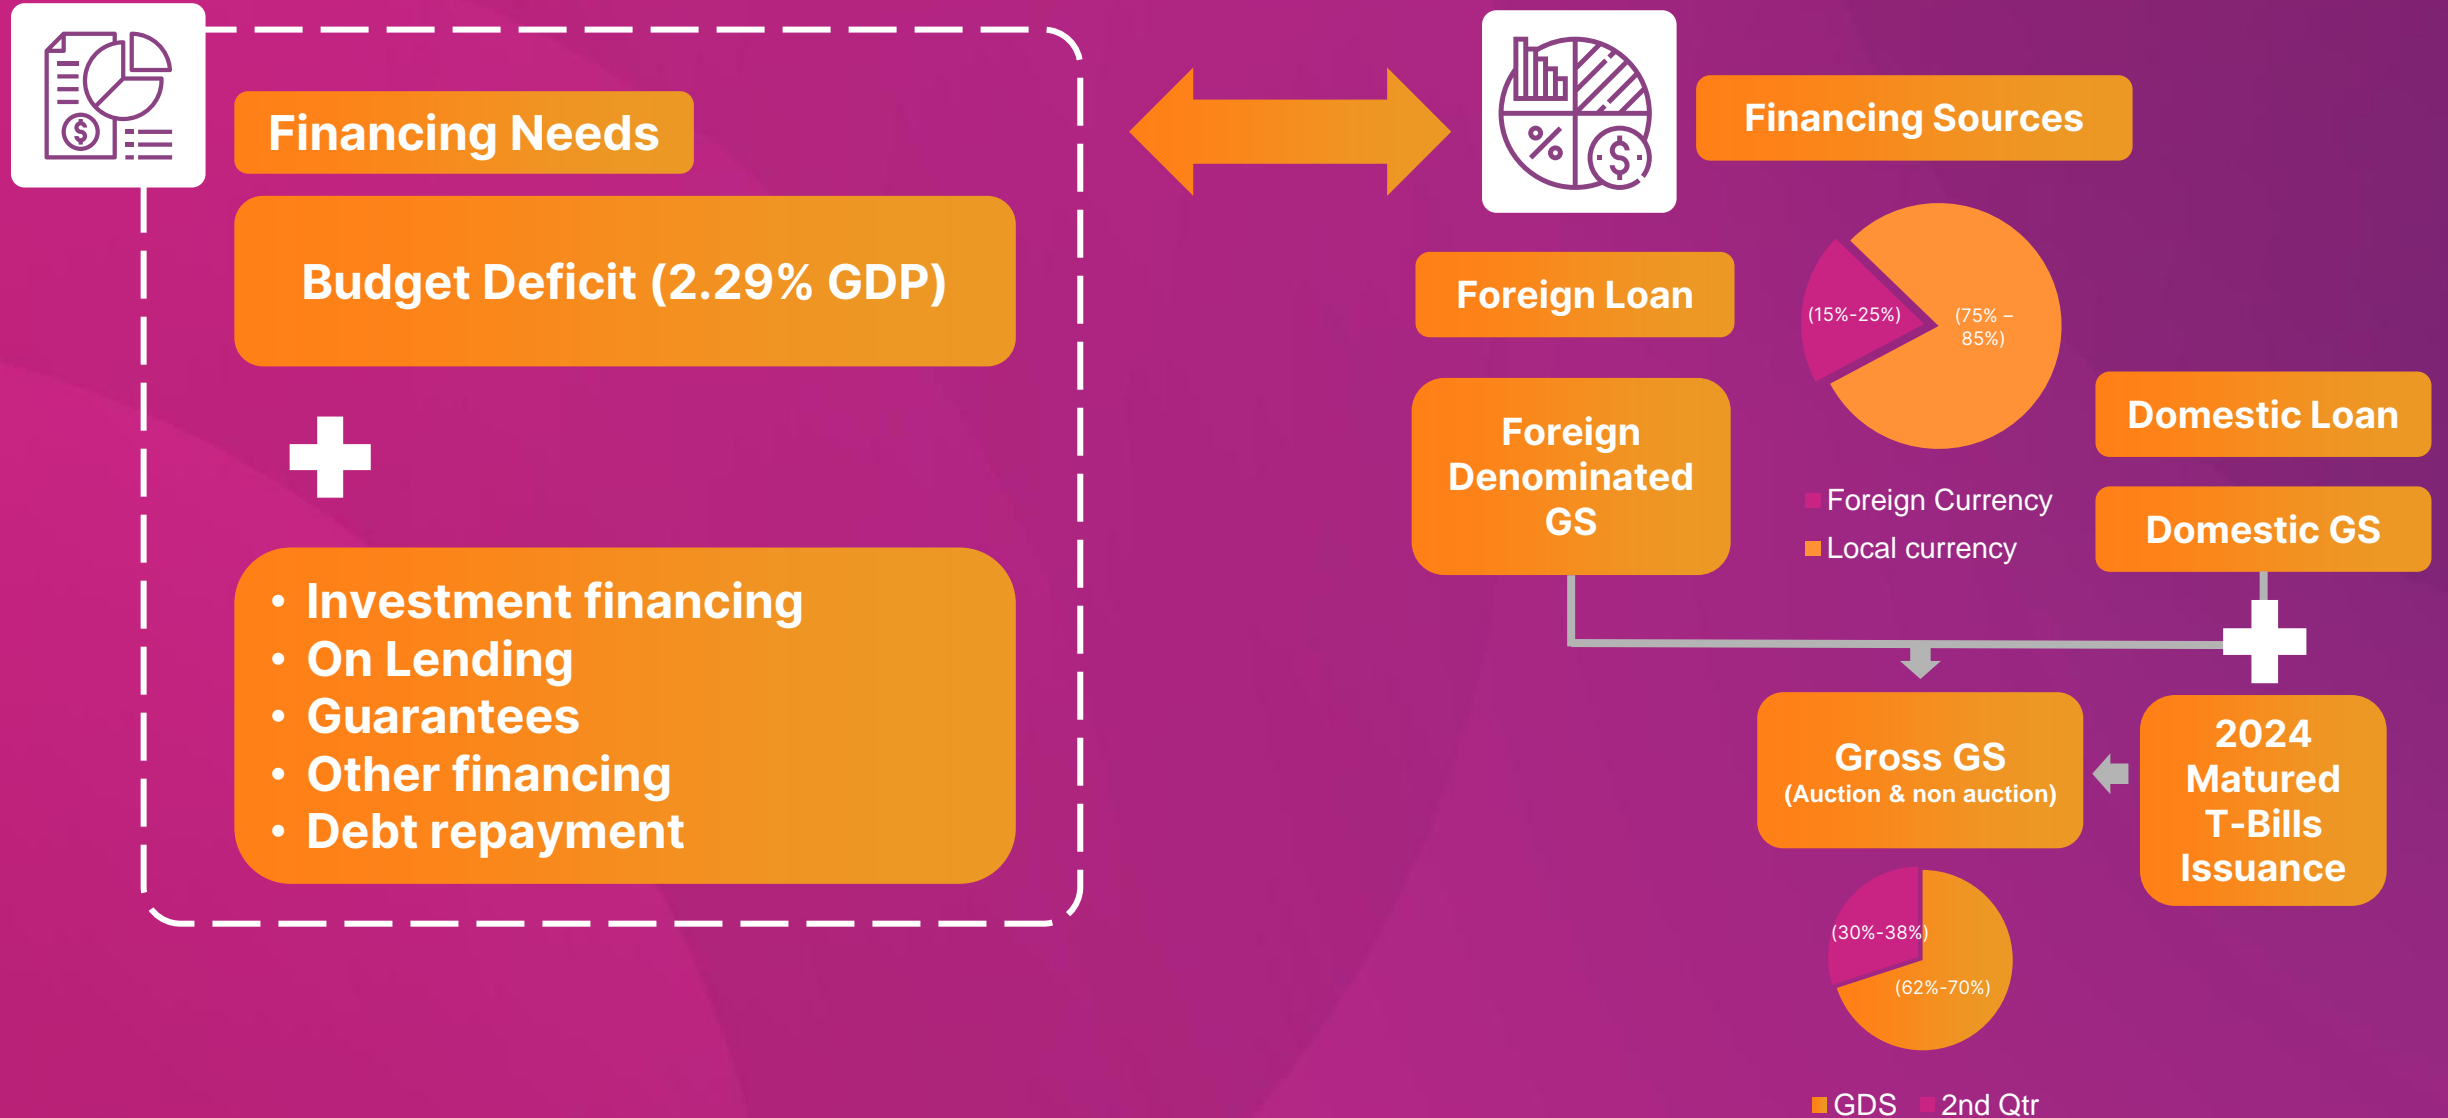 Financing Needs
Budget Deficit (2.29% GDP)
• Investment financing
• On Lending
• Guarantees
• Other financing
• Debt repayment
Financing Sources
Foreign Loan
(15%-25%)
(75% –
85%)
Foreign
Denominated
GS
Foreign Currency
Local currency
Domestic Loan
Domestic GS
Gross GS
(Auction & non auction)
2024
Matured
T-Bills
Issuance
(30%-38%)
(62%-70%)
GDS
2nd Qtr